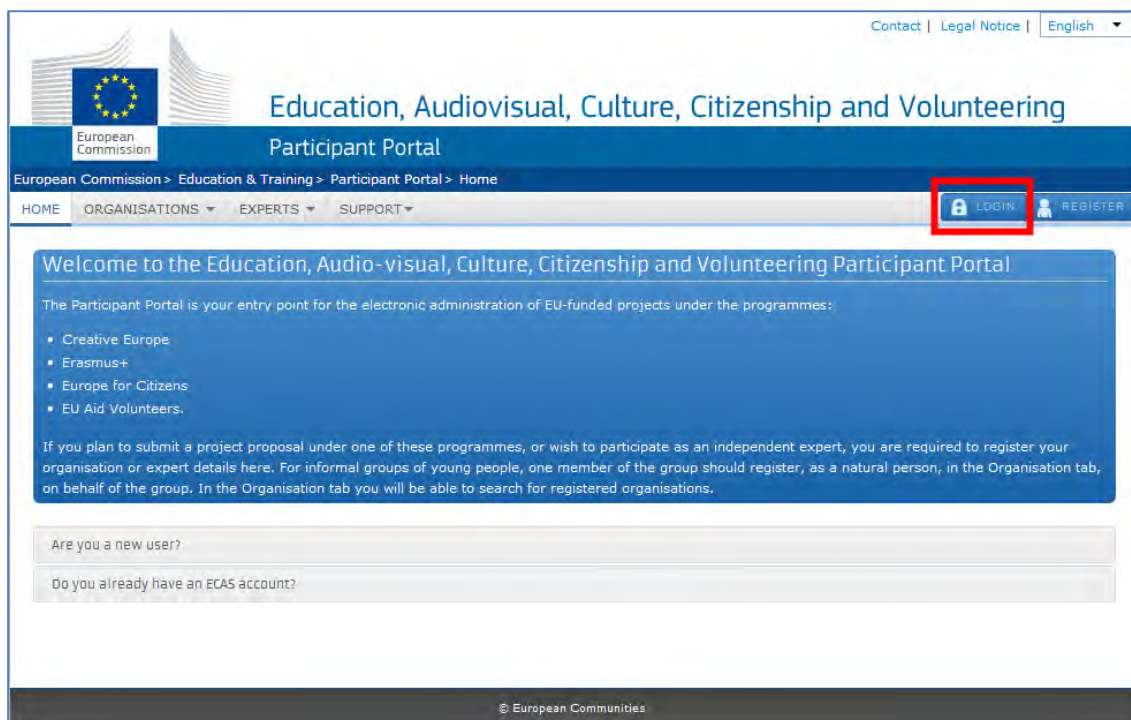 Contact | Legal Notice | English
Education, Audiovisual, Culture, Citizenship and Volunteering
European
Commission
Participant Portal
European Commission > Education & Training > Participant Portal > Home
HOME ORGANISATIONS EXPERTS SUPPORT LOGIN REGISTER
Welcome to the Education, Audio-visual, Culture, Citizenship and Volunteering Participant Portal
The Participant Portal is your entry point for the electronic administration of EU-funded projects under the programmes:
• Creative Europe
• Erasmus+
• Europe for Citizens
• EU Aid Volunteers.
If you plan to submit a project proposal under one of these programmes, or wish to participate as an independent expert, you are required to register your
organisation or expert details here. For informal groups of young people, one member of the group should register, as a natural person, in the Organisation tab,
on behalf of the group. In the Organisation tab you will be able to search for registered organisations.
Are you a new user?
Do you already have an ECAS account?
© European Communities